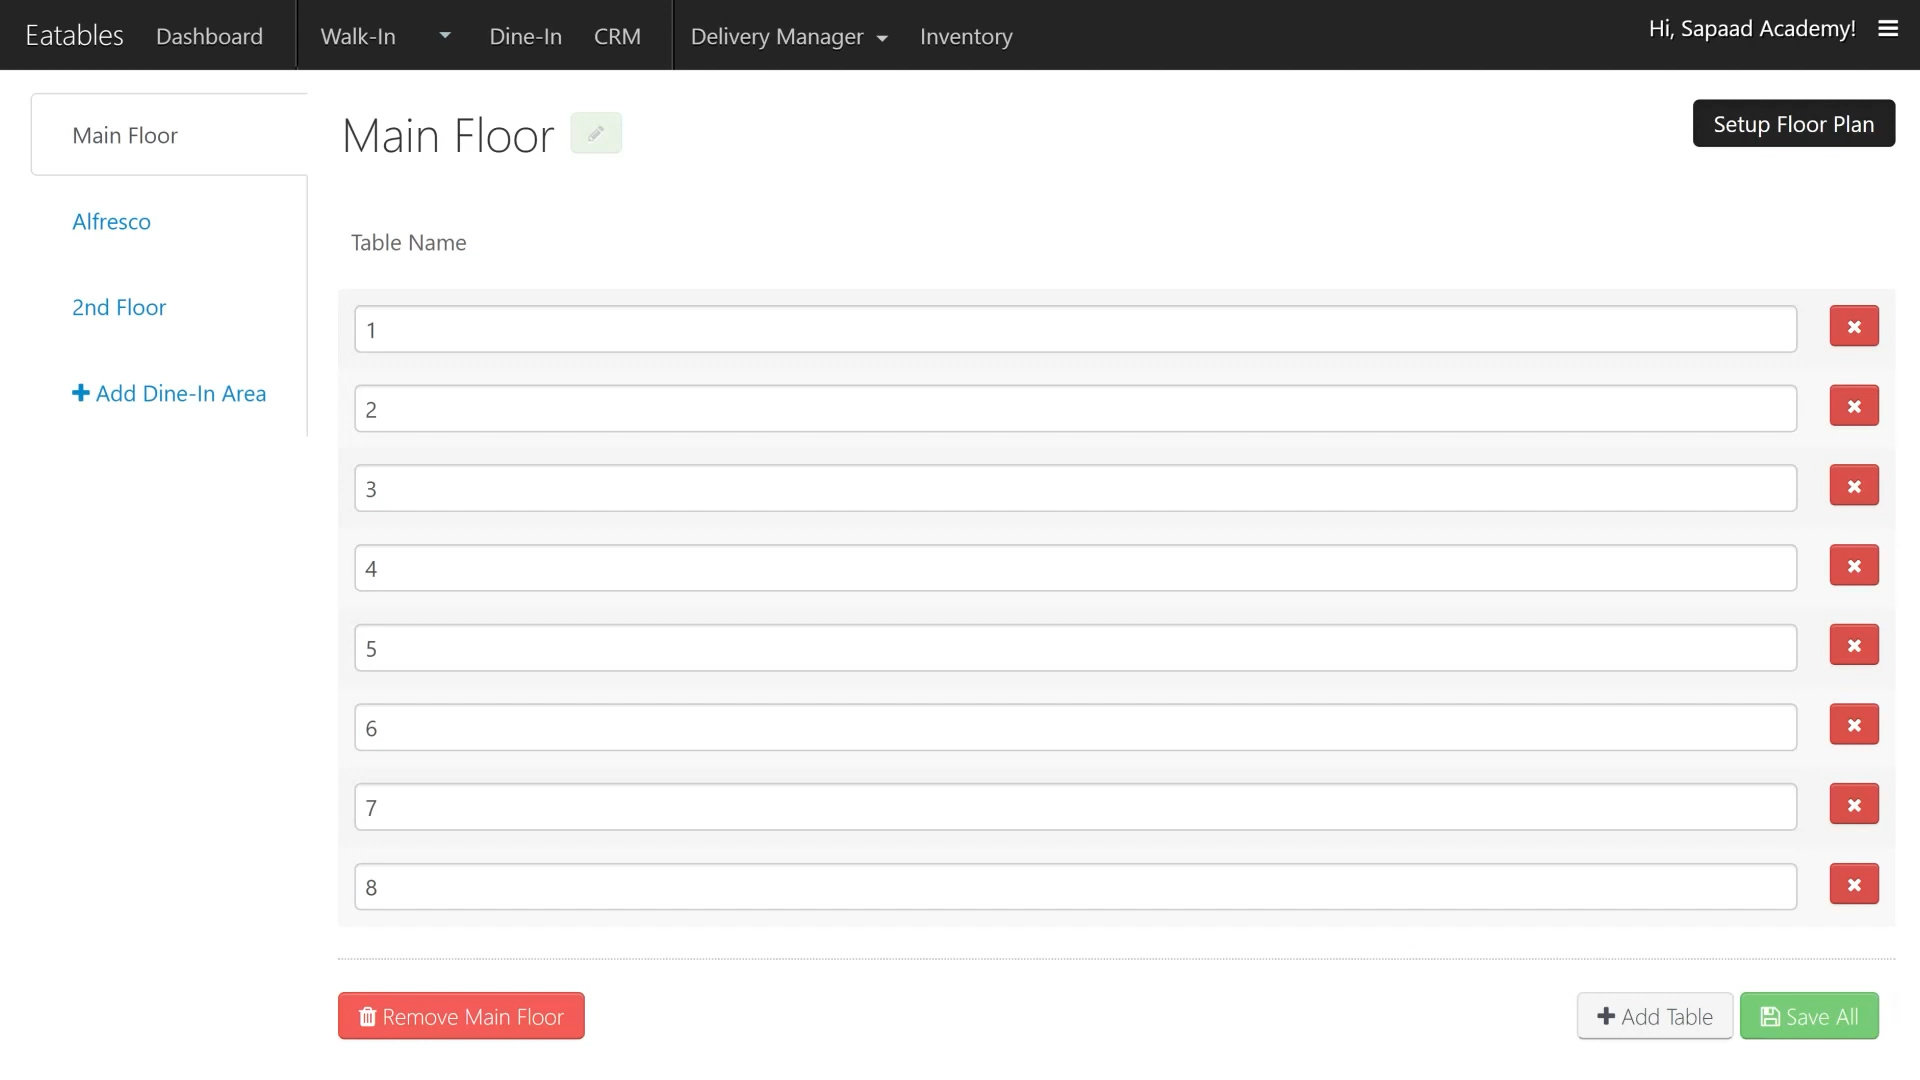 Eatables Dashboard Walk-In Dine-In CRM Delivery Manager Inventory Hi, Sapaad Academy!
Main Floor
Alfresco
2nd Floor
Add Dine-In Area
Main Floor
Setup Floor Plan
Table Name
1
2
3
4
5
6
7
8
Remove Main Floor
Add Table
Save All